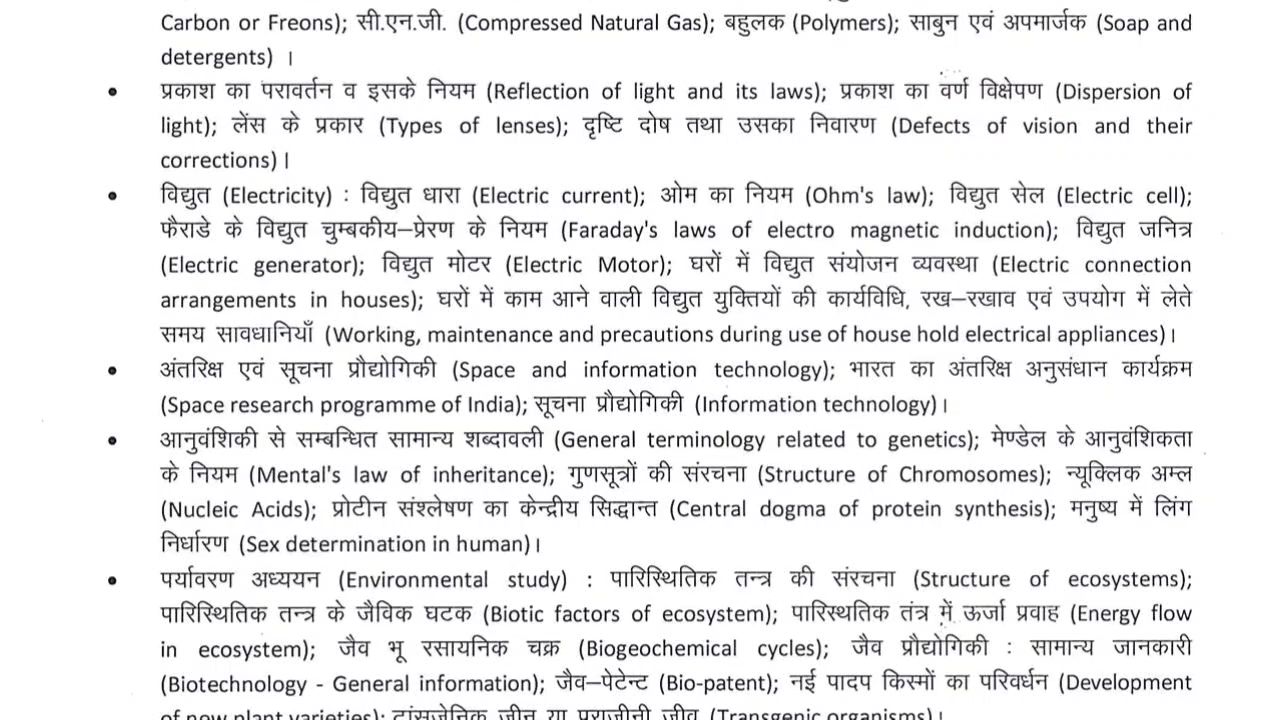 Carbon or Freons); सी.एन.जी. (Compressed Natural Gas); बहुलक (Polymers); साबुन एवं अपमार्जक (Soap and
detergents) ।
• प्रकाश का परावर्तन व इसके नियम (Reflection of light and its laws); प्रकाश का वर्ण विक्षेपण (Dispersion of
light); लेंस के प्रकार (Types of lenses); दृष्टि दोष तथा उसका निवारण (Defects of vision and their
corrections)।
• विद्युत (Electricity) : विद्युत धारा (Electric current); ओम का नियम (Ohm's law); विद्युत सेल (Electric cell);
फैराडे के विद्युत चुम्बकीय–प्रेरण के नियम (Faraday's laws of electro magnetic induction); विद्युत जनित्र
(Electric generator); विद्युत मोटर (Electric Motor); घरों में विद्युत संयोजन व्यवस्था (Electric connection
arrangements in houses); घरों में काम आने वाली विद्युत युक्तियों की कार्यविधि, रख–रखाव एवं उपयोग में लेते
समय सावधानियाँ (Working, maintenance and precautions during use of house hold electrical appliances)।
• अंतरिक्ष एवं सूचना प्रौद्योगिकी (Space and information technology); भारत का अंतरिक्ष अनुसंधान कार्यक्रम
(Space research programme of India); सूचना प्रौद्योगिकी (Information technology)।
• आनुवंशिकी से सम्बन्धित सामान्य शब्दावली (General terminology related to genetics); मेण्डेल के आनुवंशिकता
के नियम (Mental's law of inheritance); गुणसूत्रों की संरचना (Structure of Chromosomes); न्यूक्लिक अम्ल
(Nucleic Acids); प्रोटीन संश्लेषण का केन्द्रीय सिद्धान्त (Central dogma of protein synthesis); मनुष्य में लिंग
निर्धारण (Sex determination in human)।
• पर्यावरण अध्ययन (Environmental study) : पारिस्थितिक तन्त्र की संरचना (Structure of ecosystems);
पारिस्थितिक तन्त्र के जैविक घटक (Biotic factors of ecosystem); पारिस्थतिक तंत्र में ऊर्जा प्रवाह (Energy flow
in ecosystem); जैव भू रसायनिक चक्र (Biogeochemical cycles); जैव प्रौद्योगिकी : सामान्य जानकारी
(Biotechnology - General information); जैव–पेटेन्ट (Bio-patent); नई पादप किस्मों का परिवर्धन (Development
of new plant varieties); ट्रांसजेनिक जीन या पराजीनी जीव (Transgenic organisms)।